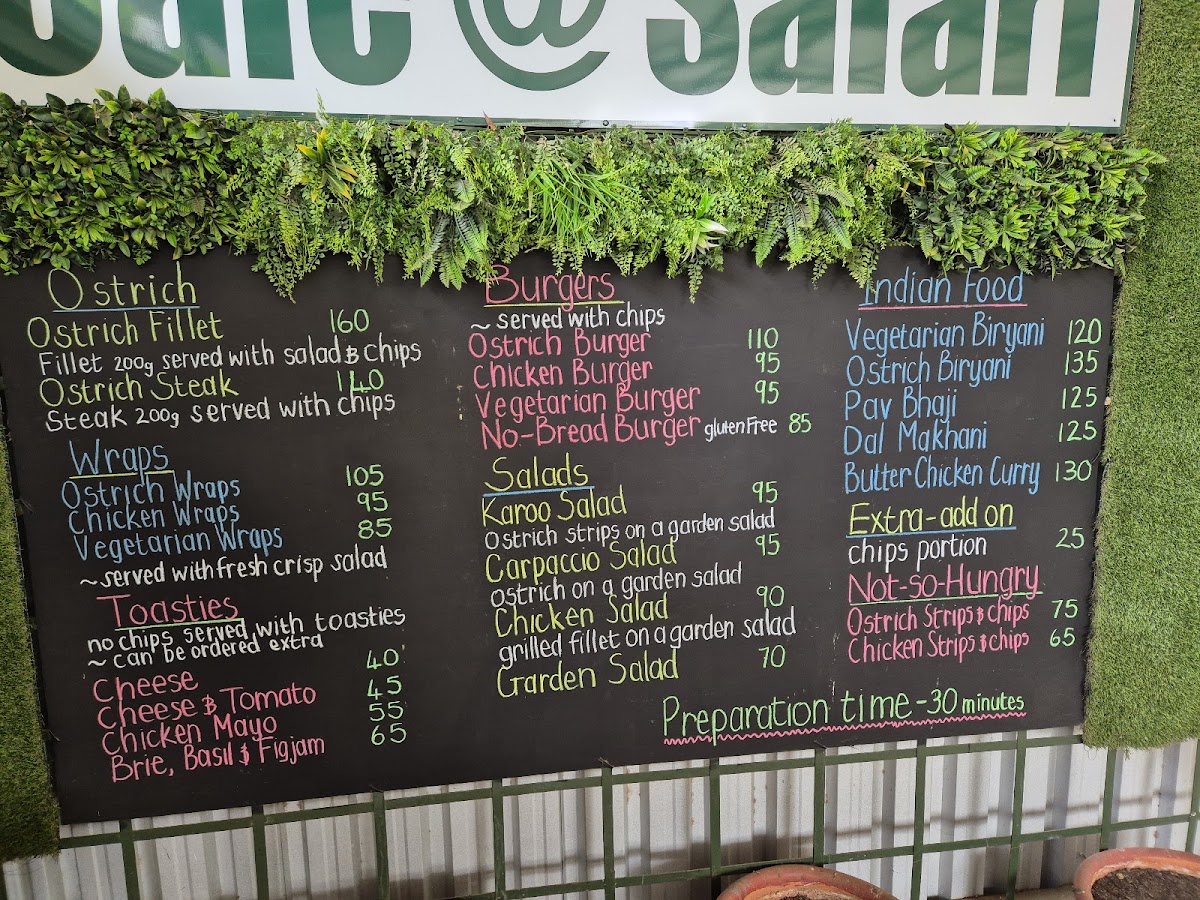 Cafe @ Safari
Ostrich
Ostrich Fillet 160
Fillet 200g served with salad & chips
Ostrich Steak 140
Steak 200g served with chips
Wraps
Ostrich Wraps 105
Chicken Wraps 95
Vegetarian Wraps 85
~served with fresh crisp salad
Toasties
no chips served with toasties
~ can be ordered extra
Cheese 40
Cheese & Tomato 45
Chicken Mayo 55
Brie, Basil & Figjam 65
Burgers
~ served with chips
Ostrich Burger 110
Chicken Burger 95
Vegetarian Burger 95
No-Bread Burger gluten Free 85
Salads
Karoo Salad 95
Ostrich strips on a garden salad
Carpaccio Salad 95
ostrich on a garden salad
Chicken Salad 90
grilled fillet on a garden salad
Garden Salad 70
Indian Food
Vegetarian Biryani 120
Ostrich Biryani 135
Pav Bhaji 125
Dal Makhani 125
Butter Chicken Curry 130
Extra-add on
chips portion 25
Not-so-Hungry
Ostrich Strips & chips 75
Chicken Strips & chips 65
Preparation time - 30 minutes